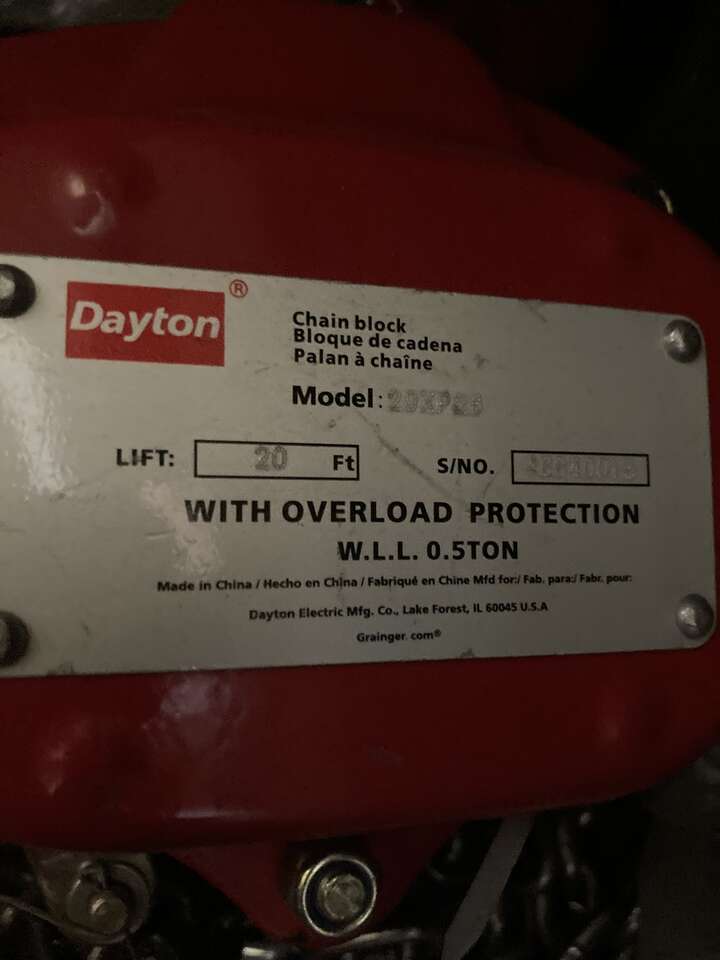 Dayton®
Chain block
Bloque de cadena
Palan à chaîne
Model:
LIFT: 20 Ft
S/NO.
WITH OVERLOAD PROTECTION
W.L.L. 0.5TON
Made in China / Hecho en China / Fabriqué en Chine Mfd for:/ Fab. para:/ Fabr. pour:
Dayton Electric Mfg. Co., Lake Forest, IL 60045 U.S.A
Grainger.com®